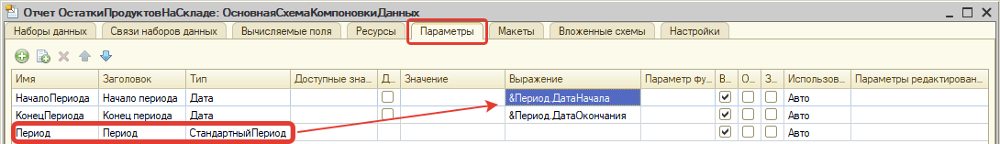 Отчет ОстаткиПродуктовНаСкладе: ОсновнаяСхемаКомпоновкиДанных
Наборы данных Связи наборов данных Вычисляемые поля Ресурсы Параметры Макеты Вложенные схемы Настройки
Имя Заголовок Тип Доступные зна... Д... Значение Выражение Параметр фу... В... О... З... Использов... Параметры редактирован...
НачалоПериода Начало периода Дата &Период.ДатаНачала Авто
КонецПериода Конец периода Дата &Период.ДатаОкончания Авто
Период Период СтандартныйПериод Авто